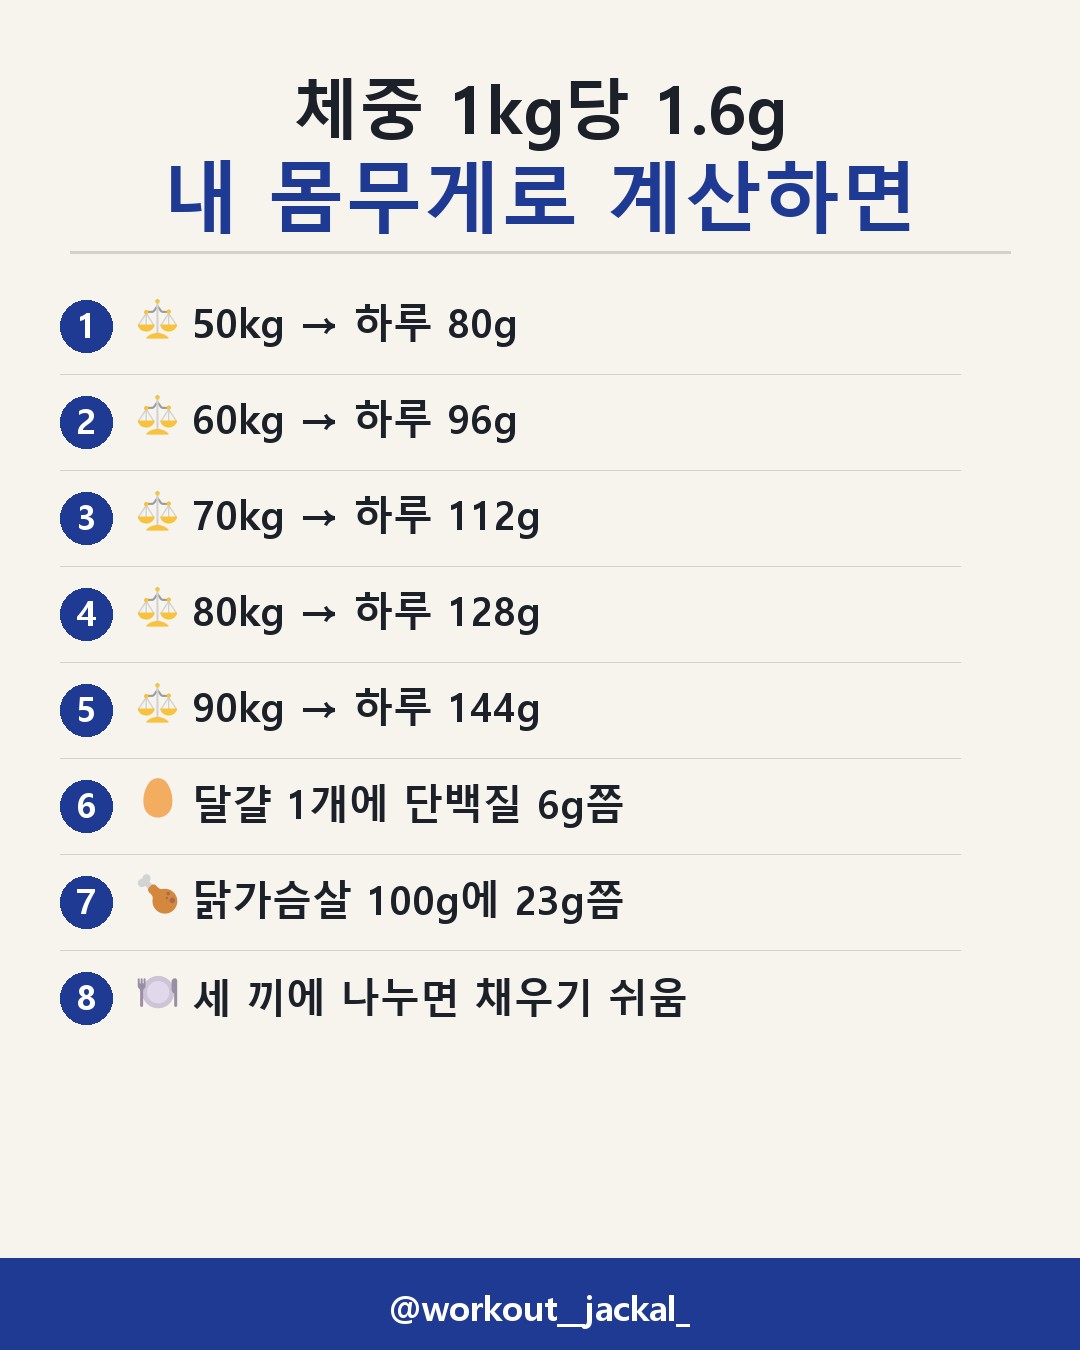 체중 1kg당 1.6g
내 몸무게로 계산하면
1 50kg → 하루 80g
2 60kg → 하루 96g
3 70kg → 하루 112g
4 80kg → 하루 128g
5 90kg → 하루 144g
6 달걀 1개에 단백질 6g쯤
7 닭가슴살 100g에 23g쯤
8 세 끼에 나누면 채우기 쉬움
@workout__jackal_